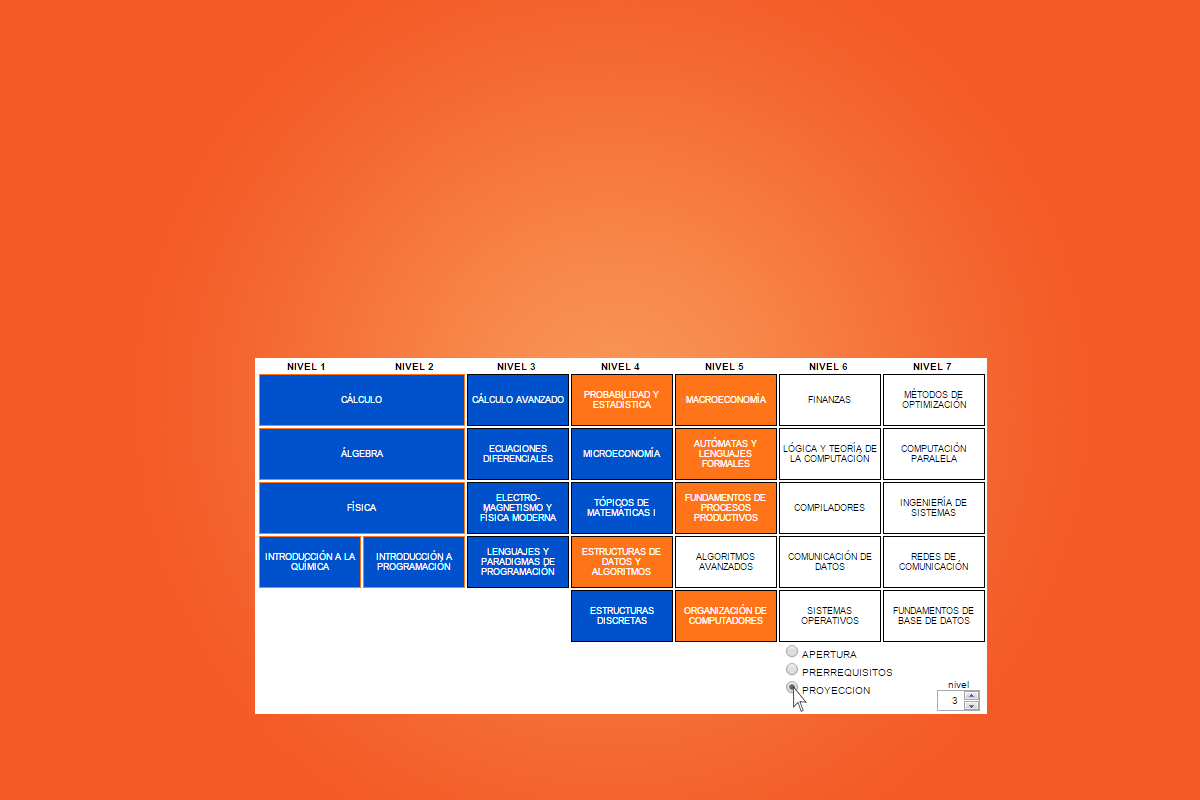 NIVEL 1 NIVEL 2 NIVEL 3 NIVEL 4 NIVEL 5 NIVEL 6 NIVEL 7
CÁLCULO
CÁLCULO AVANZADO
PROBABILIDAD Y
ESTADÍSTICA
MACROECONOMÍA
FINANZAS
MÉTODOS DE
OPTIMIZACIÓN
ÁLGEBRA
ECUACIONES
DIFERENCIALES
MICROECONOMÍA
AUTÓMATAS Y
LENGUAJES
FORMALES
LÓGICA Y TEORÍA DE
LA COMPUTACIÓN
COMPUTACIÓN
PARALELA
FÍSICA
ELECTRO-
MAGNETISMO Y
FÍSICA MODERNA
TÓPICOS DE
MATEMÁTICAS I
FUNDAMENTOS DE
PROCESOS
PRODUCTIVOS
COMPILADORES
INGENIERÍA DE
SISTEMAS
INTRODUCCIÓN A LA
QUÍMICA
INTRODUCCIÓN A
PROGRAMACIÓN
LENGUAJES Y
PARADIGMAS DE
PROGRAMACIÓN
ESTRUCTURAS DE
DATOS Y
ALGORITMOS
ALGORITMOS
AVANZADOS
COMUNICACIÓN DE
DATOS
REDES DE
COMUNICACIÓN
ESTRUCTURAS
DISCRETAS
ORGANIZACIÓN DE
COMPUTADORES
SISTEMAS
OPERATIVOS
FUNDAMENTOS DE
BASE DE DATOS
APERTURA
PRERREQUISITOS
PROYECCION
nivel
3